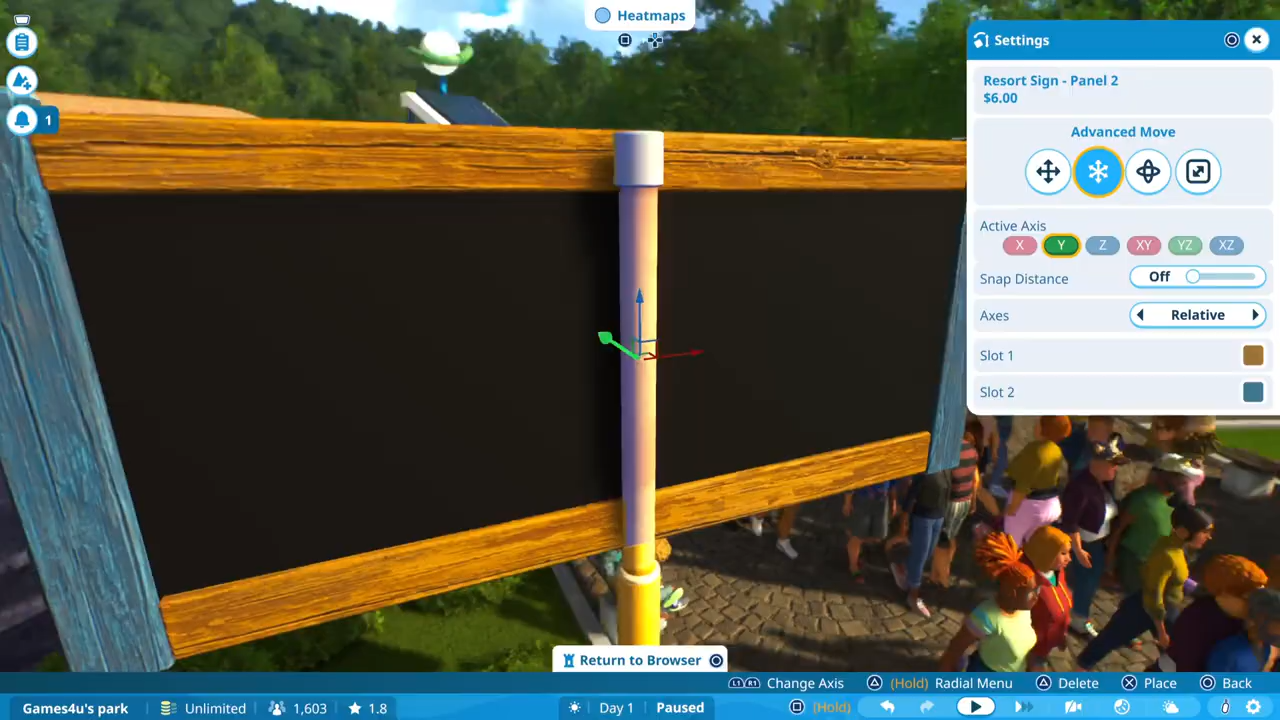 Heatmaps
1
Settings
Resort Sign - Panel 2
$6.00
Advanced Move
Active Axis
X Y Z XY YZ XZ
Snap Distance Off
Axes Relative
Slot 1
Slot 2
Return to Browser
L1 R1 Change Axis (Hold) Radial Menu Delete Place Back
Games4u's park Unlimited 1,603 1.8 Day 1 Paused (Hold)